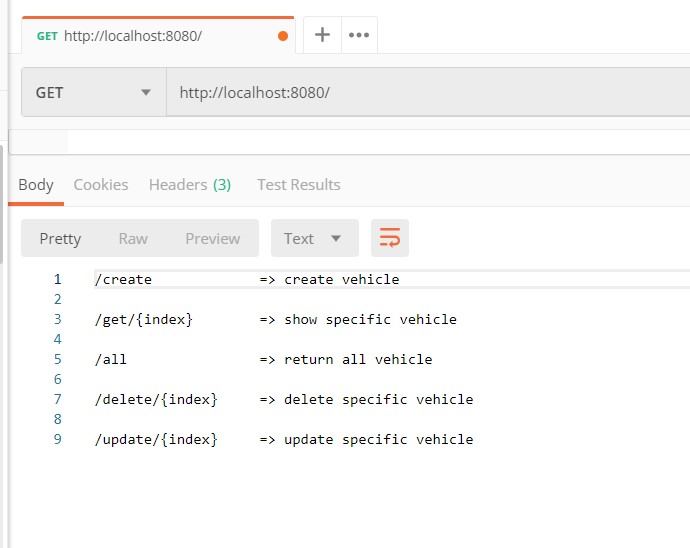 GET http://localhost:8080/
GET http://localhost:8080/
Body Cookies Headers (3) Test Results
Pretty Raw Preview Text
1 /create => create vehicle
2
3 /get/{index} => show specific vehicle
4
5 /all => return all vehicle
6
7 /delete/{index} => delete specific vehicle
8
9 /update/{index} => update specific vehicle